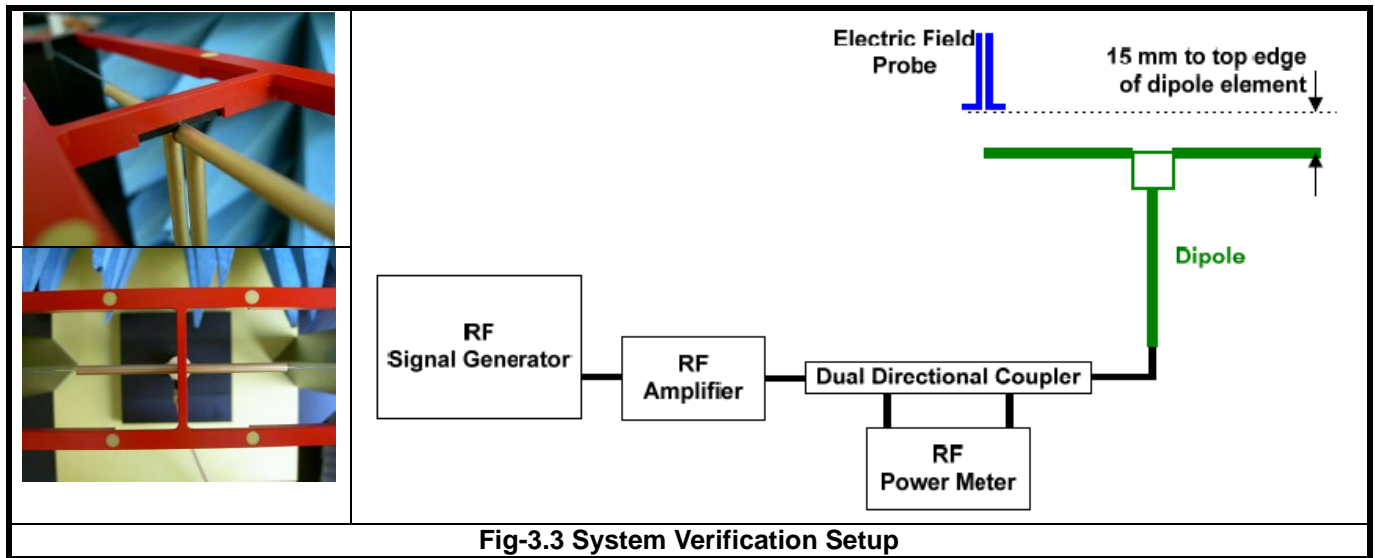 Electric Field
Probe
15 mm to top edge
of dipole element
Dipole
RF
Signal Generator
RF
Amplifier
Dual Directional Coupler
RF
Power Meter
Fig-3.3 System Verification Setup